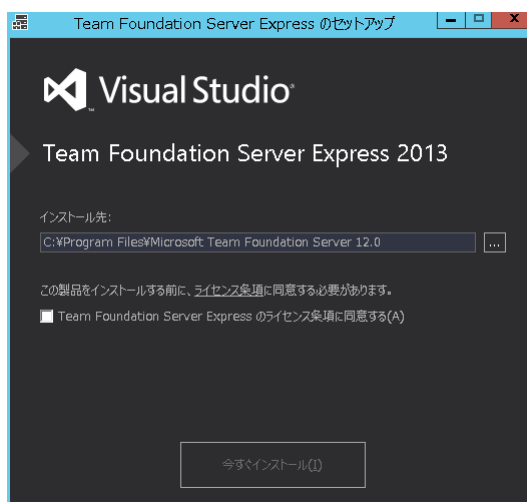 Team Foundation Server Express のセットアップ
Visual Studio
Team Foundation Server Express 2013
インストール先:
C:¥Program Files¥Microsoft Team Foundation Server 12.0
...
この製品をインストールする前に、ライセンス条項に同意する必要があります。
Team Foundation Server Express のライセンス条項に同意する(A)
今すぐインストール(I)